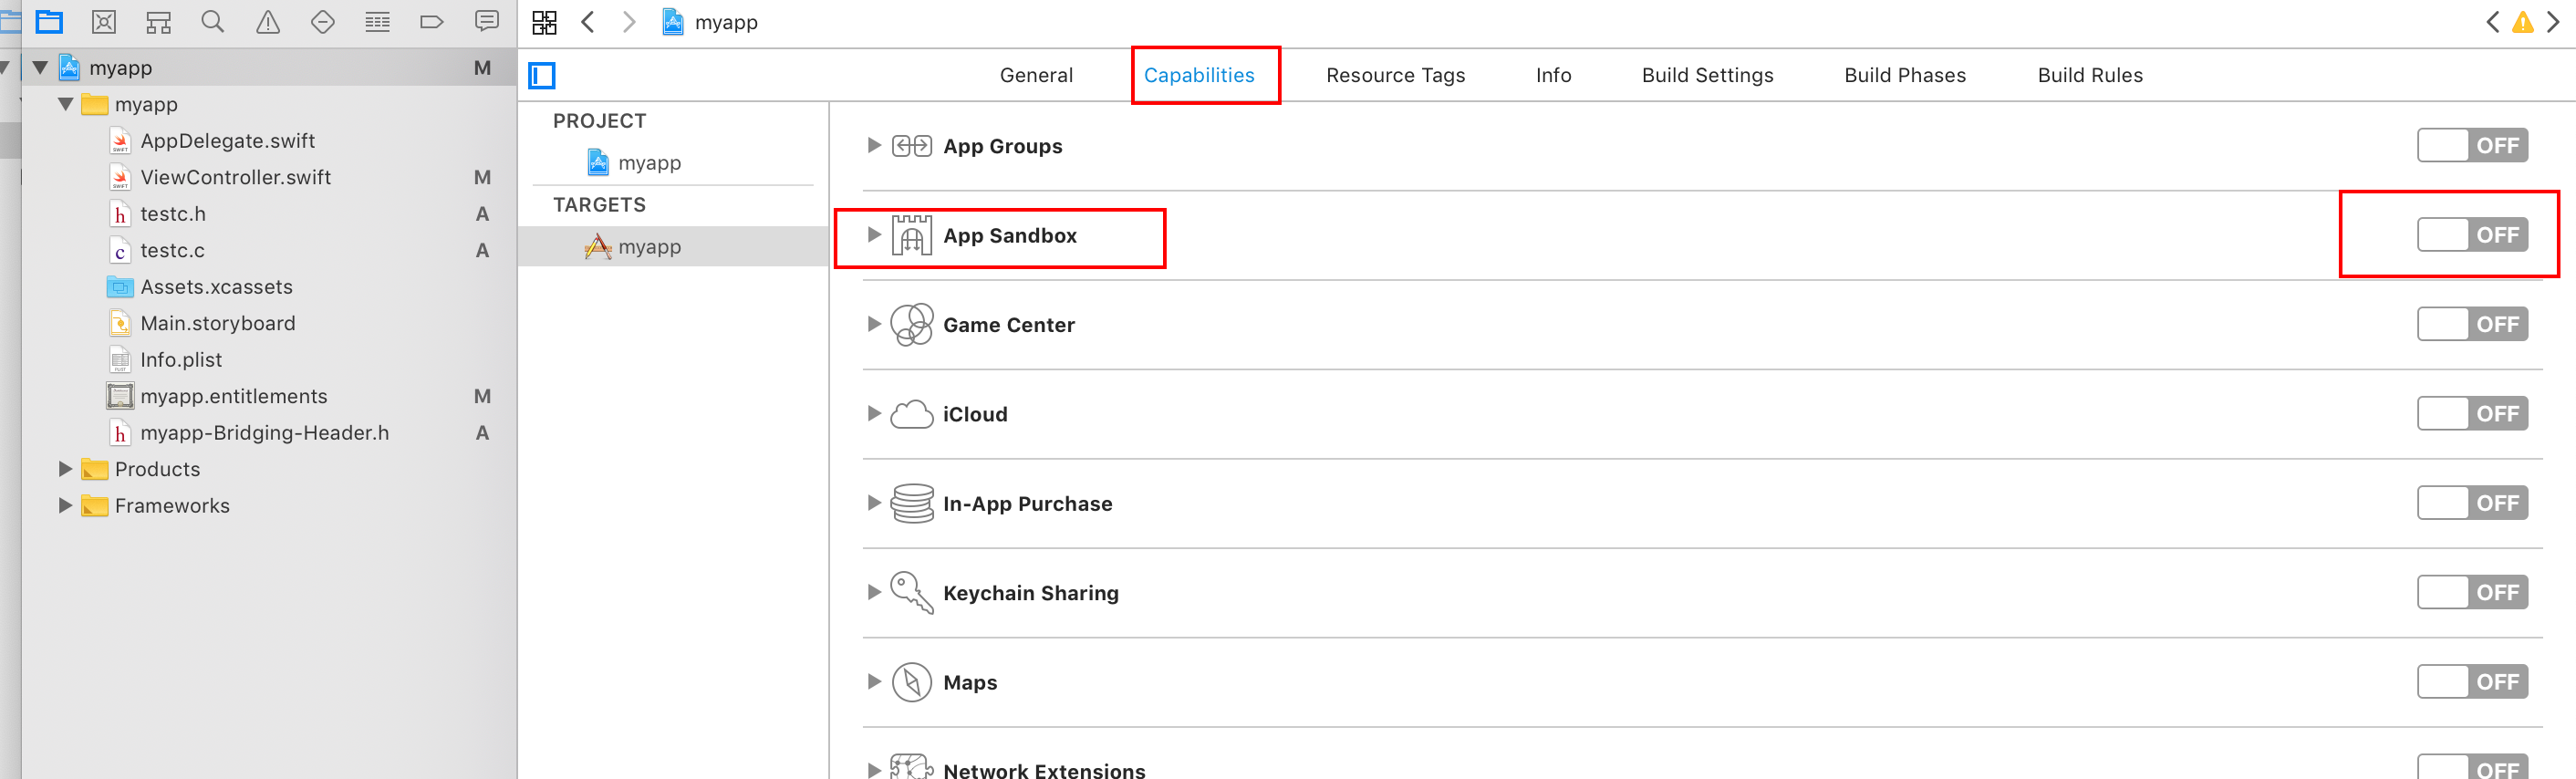 myapp
General Capabilities Resource Tags Info Build Settings Build Phases Build Rules
myapp M
myapp
AppDelegate.swift
ViewController.swift M
testc.h A
testc.c A
Assets.xcassets
Main.storyboard
Info.plist
myapp.entitlements M
myapp-Bridging-Header.h A
Products
Frameworks
PROJECT
myapp
TARGETS
myapp
App Groups OFF
App Sandbox OFF
Game Center OFF
iCloud OFF
In-App Purchase OFF
Keychain Sharing OFF
Maps OFF
Network Extensions OFF